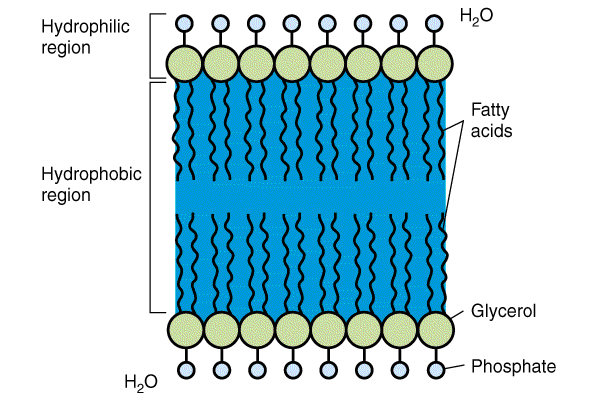 Hydrophilic
region
H₂O
Fatty
acids
Hydrophobic
region
Glycerol
Phosphate
H₂O